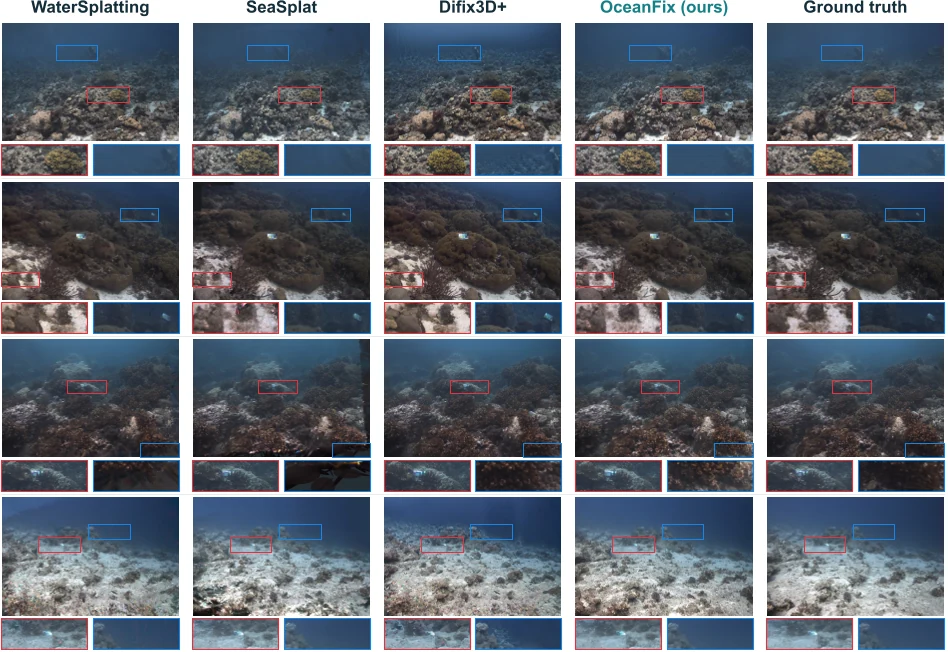 WaterSplatting
SeaSplat
Difix3D+
OceanFix (ours)
Ground truth